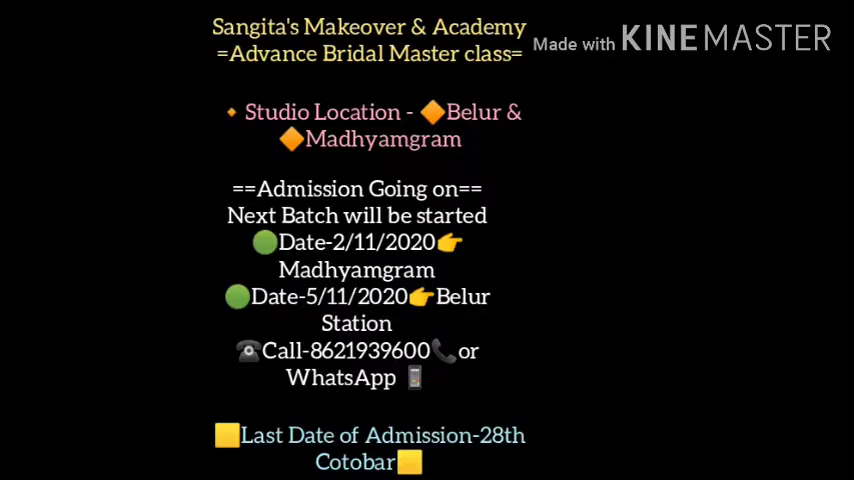 Sangita's Makeover & Academy
=Advance Bridal Master class=
Made with KINEMASTER
🔸Studio Location - 🔶Belur &
🔶Madhyamgram
==Admission Going on==
Next Batch will be started
🟢Date-2/11/2020👉
Madhyamgram
🟢Date-5/11/2020👉Belur
Station
☎Call-8621939600📞or
WhatsApp 📱
🟨Last Date of Admission-28th
Cotobar🟨